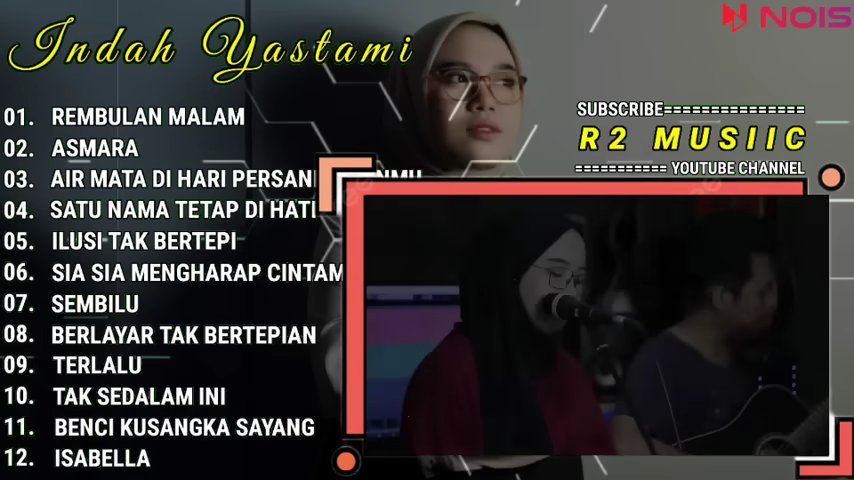 Indah Yastami
NOIS
SUBSCRIBE===============
R2 MUSIIC
=========== YOUTUBE CHANNEL
01. REMBULAN MALAM
02. ASMARA
03. AIR MATA DI HARI
04. SATU NAMA TETAP DI HATI
05. ILUSI TAK BERTEPI
06. SIA SIA MENGHARAP CINTAM
07. SEMBILU
08. BERLAYAR TAK BERTEPIAN
09. TERLALU
10. TAK SEDALAM INI
11. BENCI KUSANGKA SAYANG
12. ISABELLA